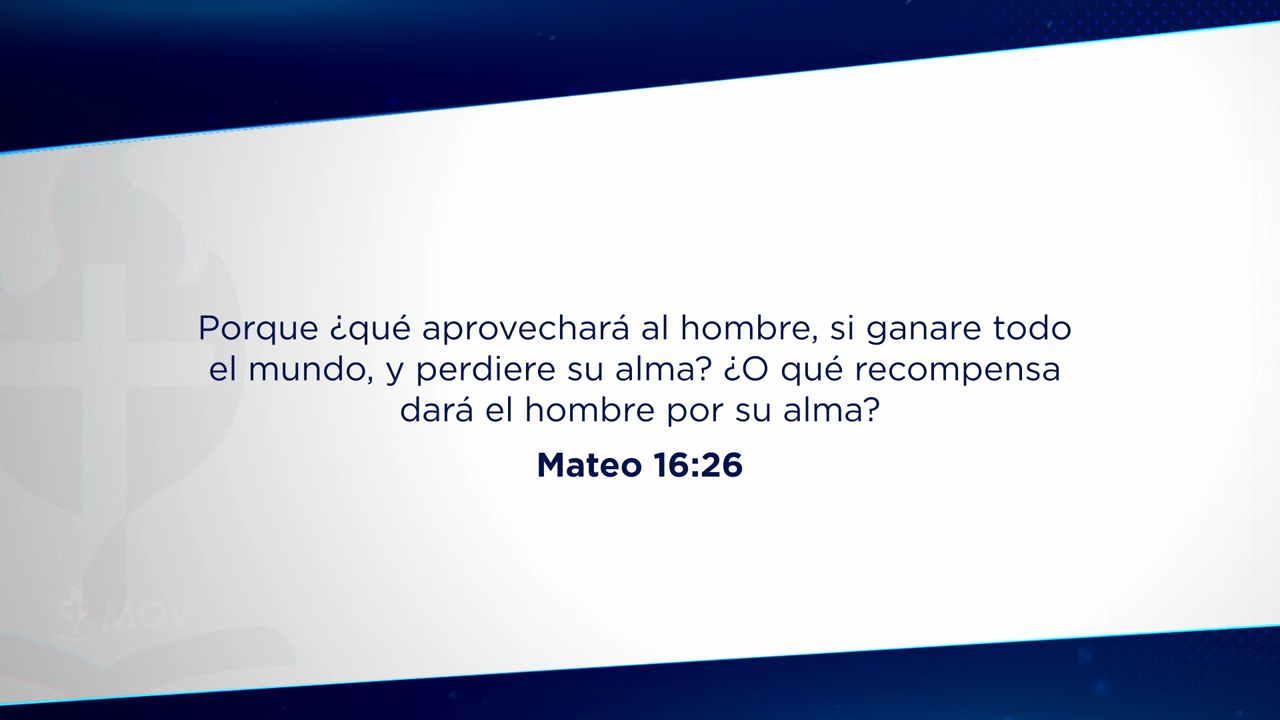 Porque ¿qué aprovechará al hombre, si ganare todo
el mundo, y perdiere su alma? ¿O qué recompensa
dará el hombre por su alma?
Mateo 16:26
MQV